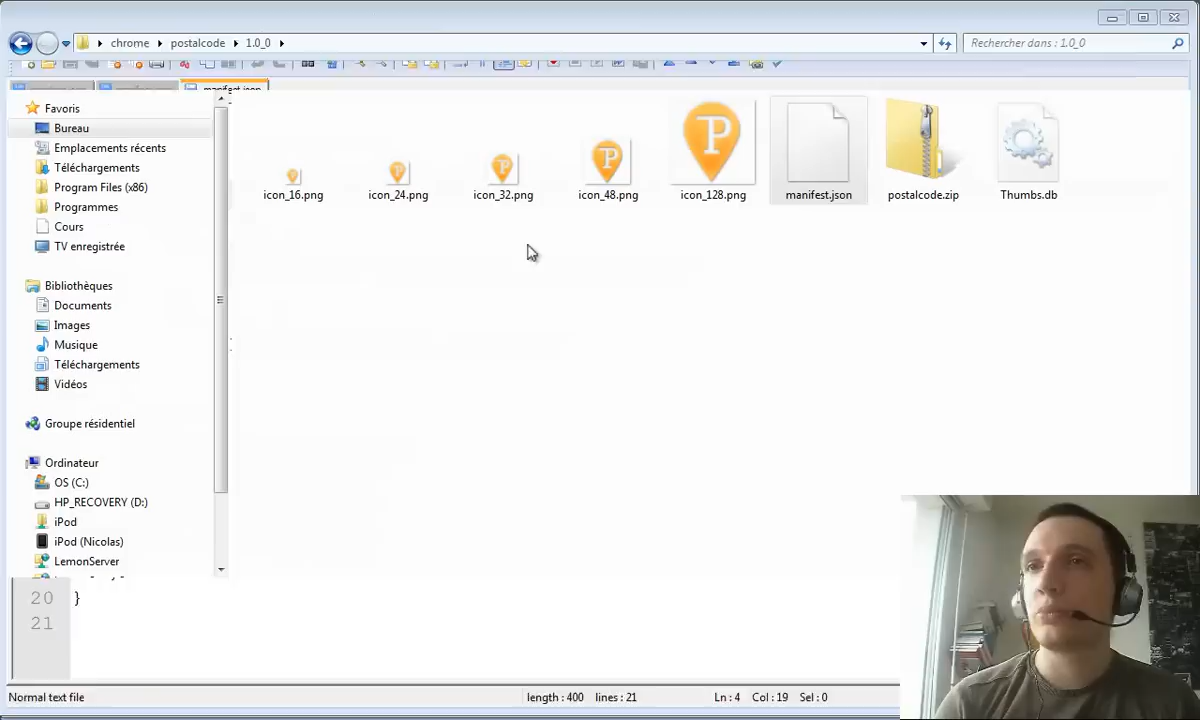 chrome postalcode 1.0_0 Rechercher dans : 1.0_0
manifest.json
Favoris
Bureau
Emplacements récents
Téléchargements
Program Files (x86)
Programmes
Cours
TV enregistrée
Bibliothèques
Documents
Images
Musique
Téléchargements
Vidéos
Groupe résidentiel
Ordinateur
OS (C:)
HP_RECOVERY (D:)
iPod
iPod (Nicolas)
LemonServer
P P P P P
icon_16.png icon_24.png icon_32.png icon_48.png icon_128.png manifest.json postalcode.zip Thumbs.db
20 }
21
Normal text file length : 400 lines : 21 Ln : 4 Col : 19 Sel : 0